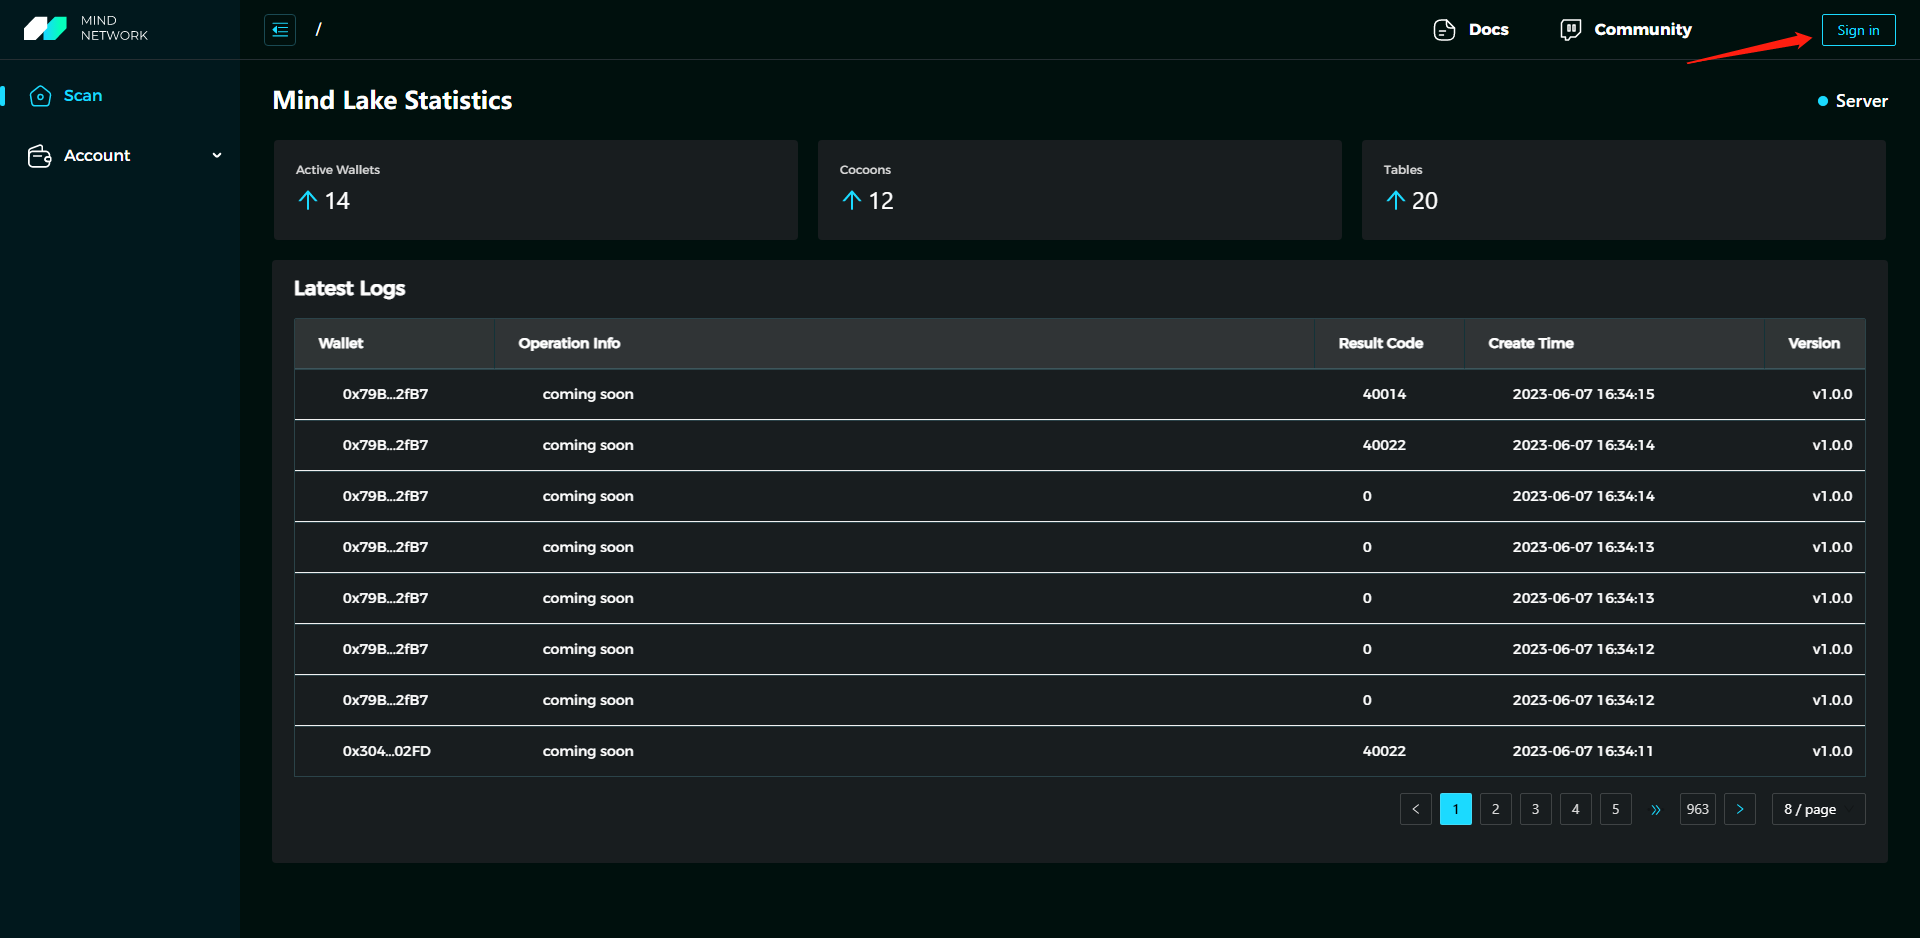 MIND
NETWORK
/
Docs
Community
Sign in
Scan
Account
Mind Lake Statistics
Server
Active Wallets
14
Cocoons
12
Tables
20
Latest Logs
Wallet Operation Info Result Code Create Time Version
0x79B...2fB7 coming soon 40014 2023-06-07 16:34:15 v1.0.0
0x79B...2fB7 coming soon 40022 2023-06-07 16:34:14 v1.0.0
0x79B...2fB7 coming soon 0 2023-06-07 16:34:14 v1.0.0
0x79B...2fB7 coming soon 0 2023-06-07 16:34:13 v1.0.0
0x79B...2fB7 coming soon 0 2023-06-07 16:34:13 v1.0.0
0x79B...2fB7 coming soon 0 2023-06-07 16:34:12 v1.0.0
0x79B...2fB7 coming soon 0 2023-06-07 16:34:12 v1.0.0
0x304...02FD coming soon 40022 2023-06-07 16:34:11 v1.0.0
< 1 2 3 4 5 » 963 > 8 / page